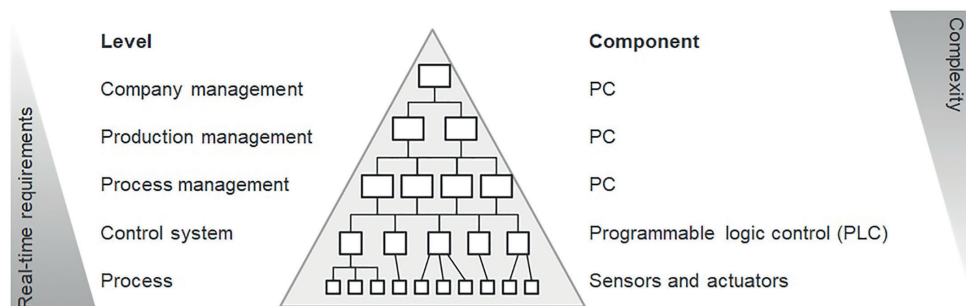 Level Component
Company management PC
Production management PC
Process management PC
Control system Programmable logic control (PLC)
Process Sensors and actuators
Real-time requirements
Complexity